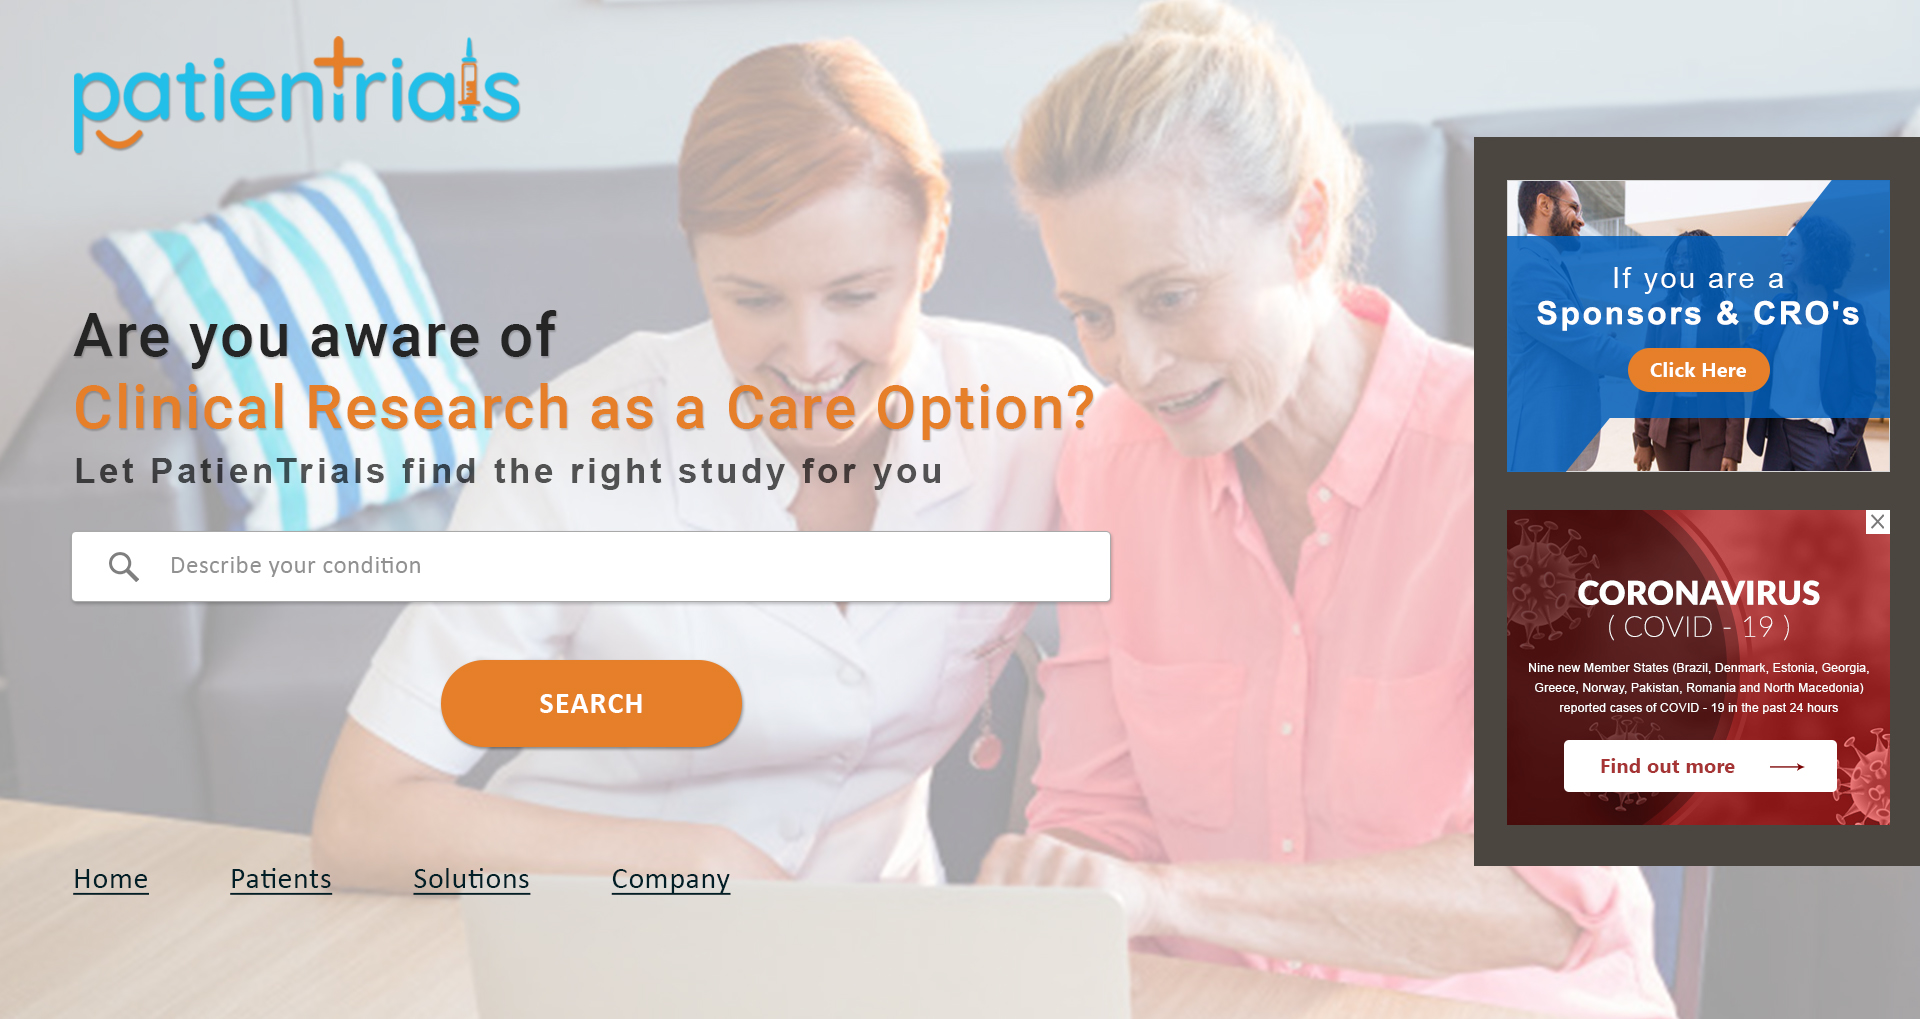 patienTrials
Are you aware of
Clinical Research as a Care Option?
Let PatienTrials find the right study for you
Describe your condition
SEARCH
Home Patients Solutions Company
If you are a
Sponsors & CRO's
Click Here
CORONAVIRUS
( COVID - 19 )
Nine new Member States (Brazil, Denmark, Estonia, Georgia,
Greece, Norway, Pakistan, Romania and North Macedonia)
reported cases of COVID - 19 in the past 24 hours
Find out more